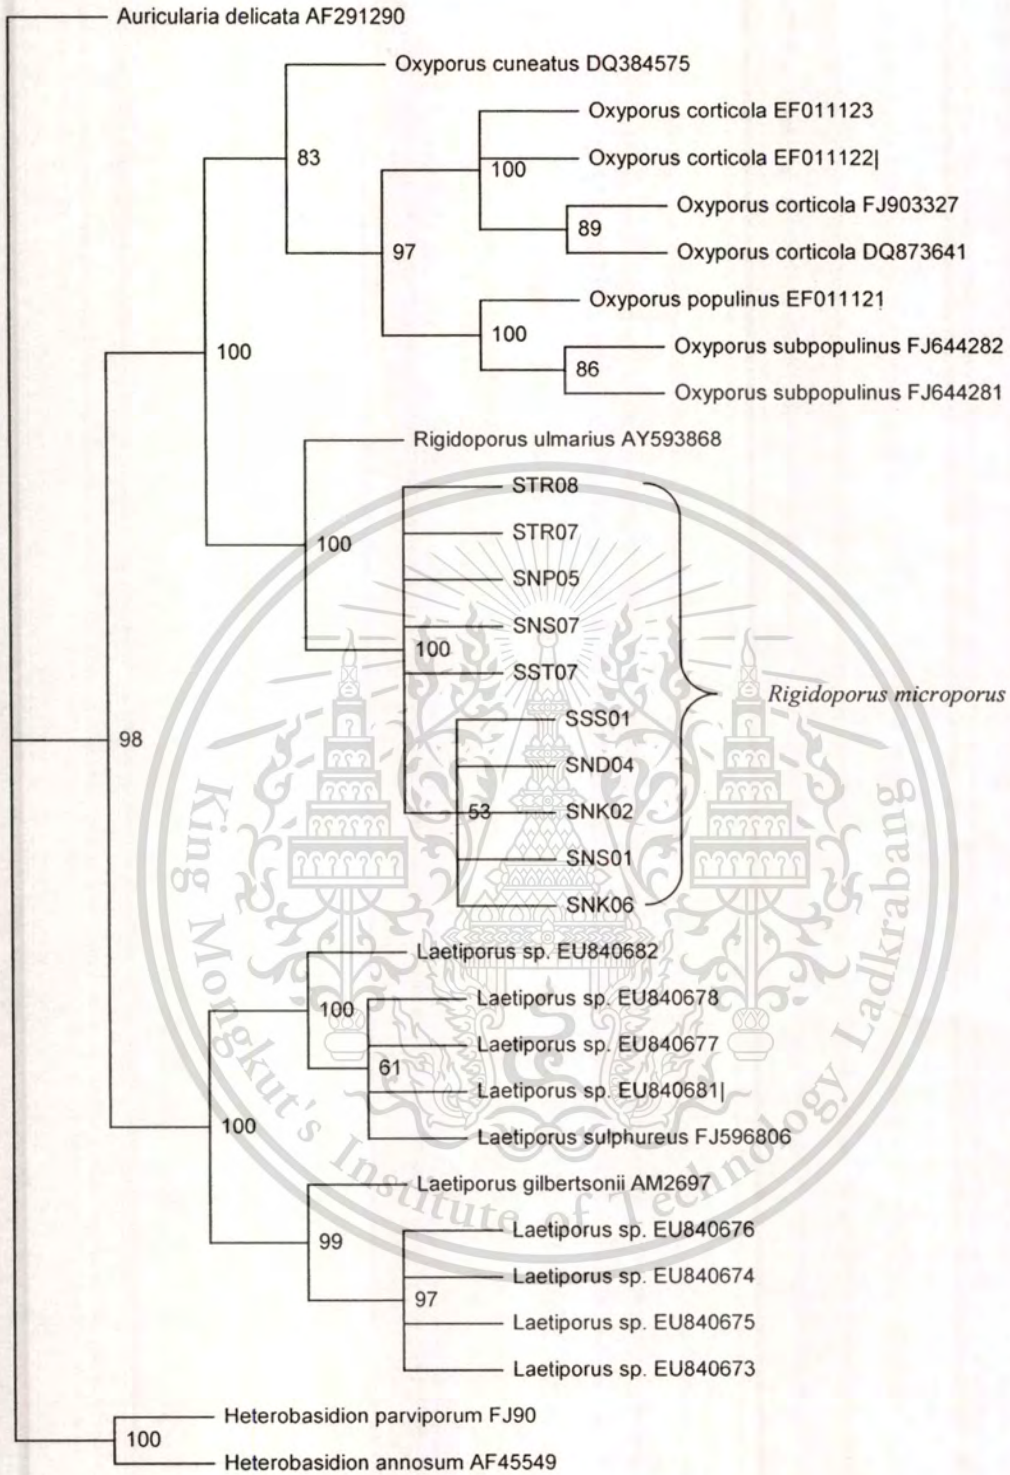 Auricularia delicata AF291290
Oxyporus cuneatus DQ384575
Oxyporus corticola EF011123
83
Oxyporus corticola EF011122|
100
Oxyporus corticola FJ903327
89
97
Oxyporus corticola DQ873641
Oxyporus populinus EF011121
100
100
Oxyporus subpopulinus FJ644282
86
Oxyporus subpopulinus FJ644281
Rigidoporus ulmarius AY593868
STR08
STR07
100
SNP05
SNS07
100
SST07
Rigidoporus microporus
SSS01
98
SND04
53
SNK02
SNS01
SNK06
Laetiporus sp. EU840682
Laetiporus sp. EU840678
100
Laetiporus sp. EU840677
61
Laetiporus sp. EU840681|
100
Laetiporus sulphureus FJ596806
Laetiporus gilbertsonii AM2697
Laetiporus sp. EU840676
99
Laetiporus sp. EU840674
97
Laetiporus sp. EU840675
Laetiporus sp. EU840673
Heterobasidion parviporum FJ90
100
Heterobasidion annosum AF45549
King Mongkut's Institute of Technology Ladkrabang